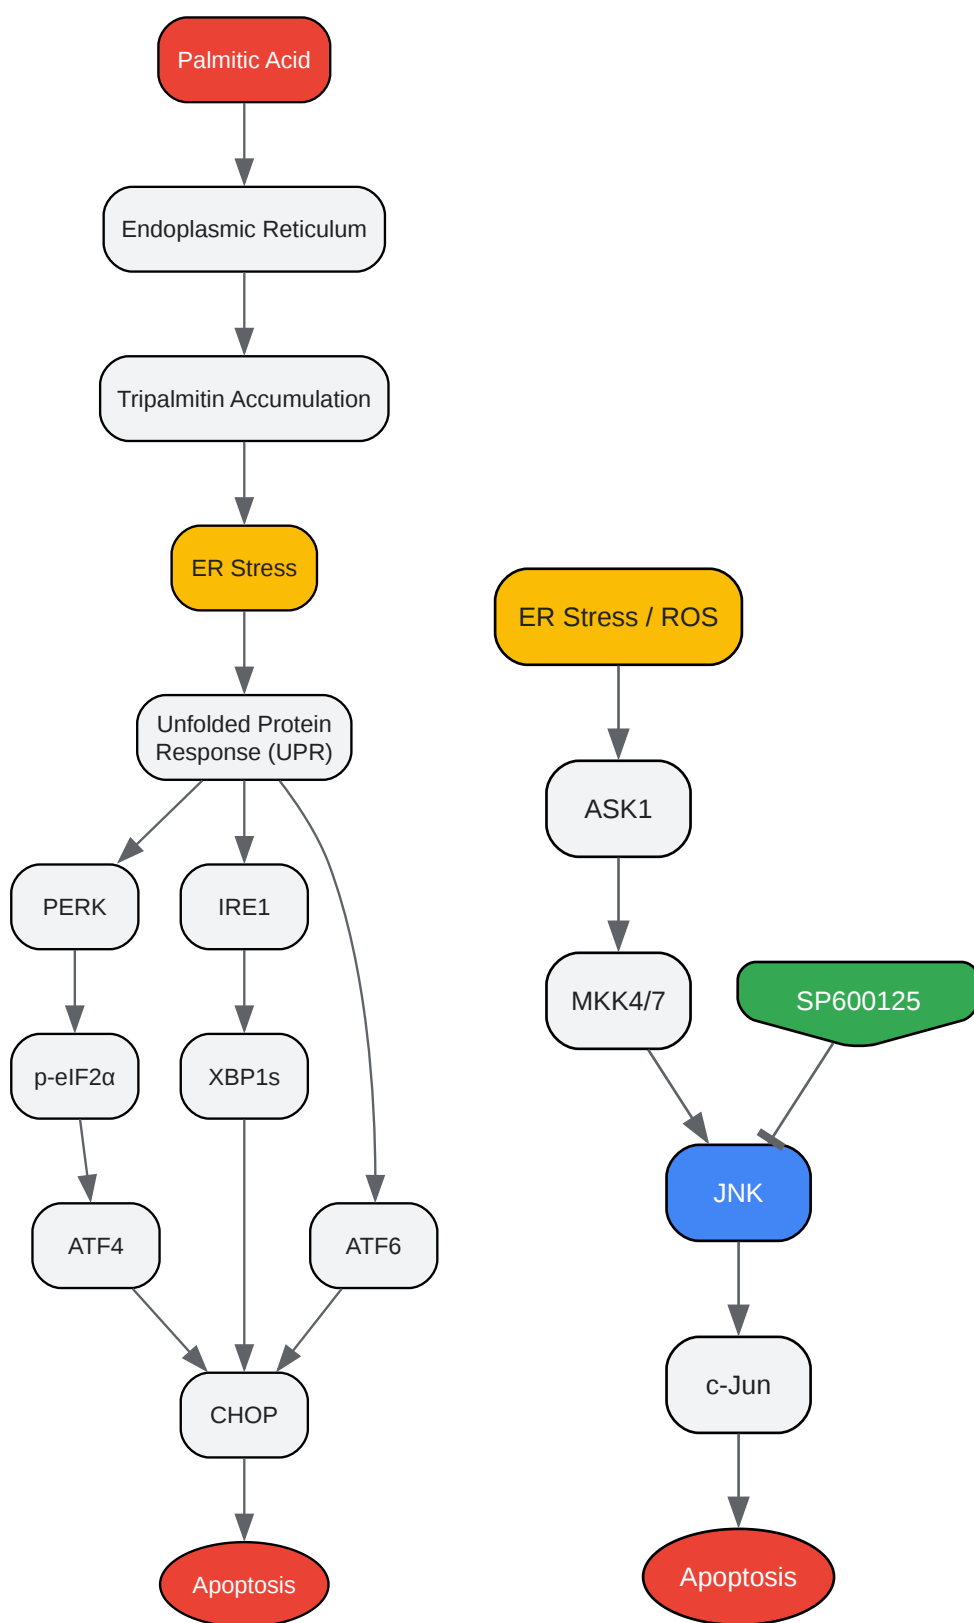 Palmitic Acid
Endoplasmic Reticulum
Tripalmitin Accumulation
ER Stress
Unfolded Protein
Response (UPR)
PERK
IRE1
p-eIF2α
XBP1s
ATF4
ATF6
CHOP
Apoptosis
ER Stress / ROS
ASK1
MKK4/7
SP600125
JNK
c-Jun
Apoptosis